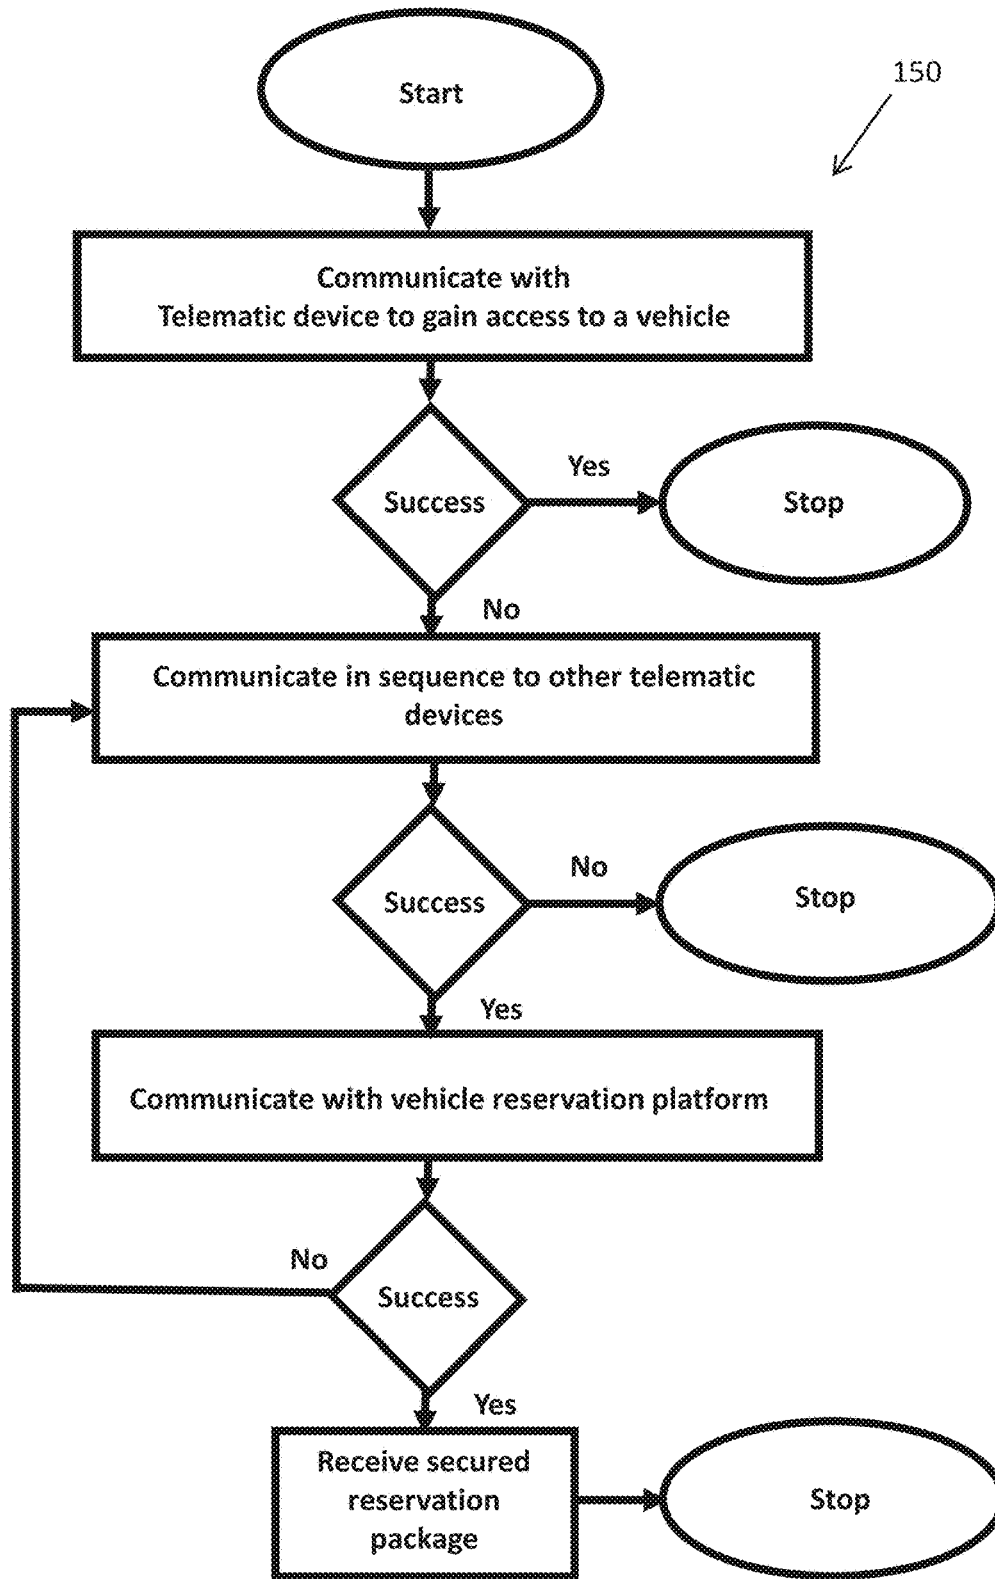 Start
150
Communicate with
Telematic device to gain access to a vehicle
Success
Yes
Stop
No
Communicate in sequence to other telematic
devices
Success
No
Stop
Yes
Communicate with vehicle reservation platform
No
Success
Yes
Receive secured
reservation
package
Stop